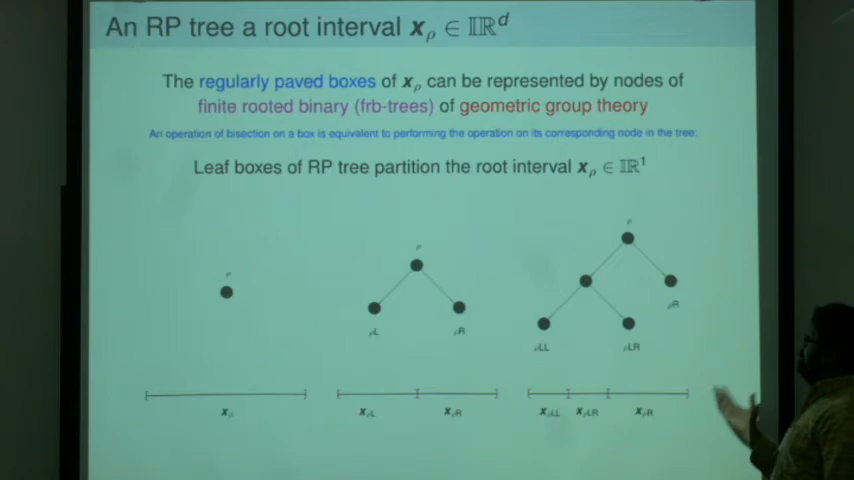 An RP tree a root interval 𝐱ρ ∈ 𝕀ℝᵈ
The regularly paved boxes of 𝐱ρ can be represented by nodes of
finite rooted binary (frb-trees) of geometric group theory
An operation of bisection on a box is equivalent to performing the operation on its corresponding node in the tree:
Leaf boxes of RP tree partition the root interval 𝐱ρ ∈ 𝕀ℝ¹
ρ ρ ρ
ρL ρR ρR
ρLL ρLR
𝐱ρ 𝐱ρL 𝐱ρR 𝐱ρLL 𝐱ρLR 𝐱ρR